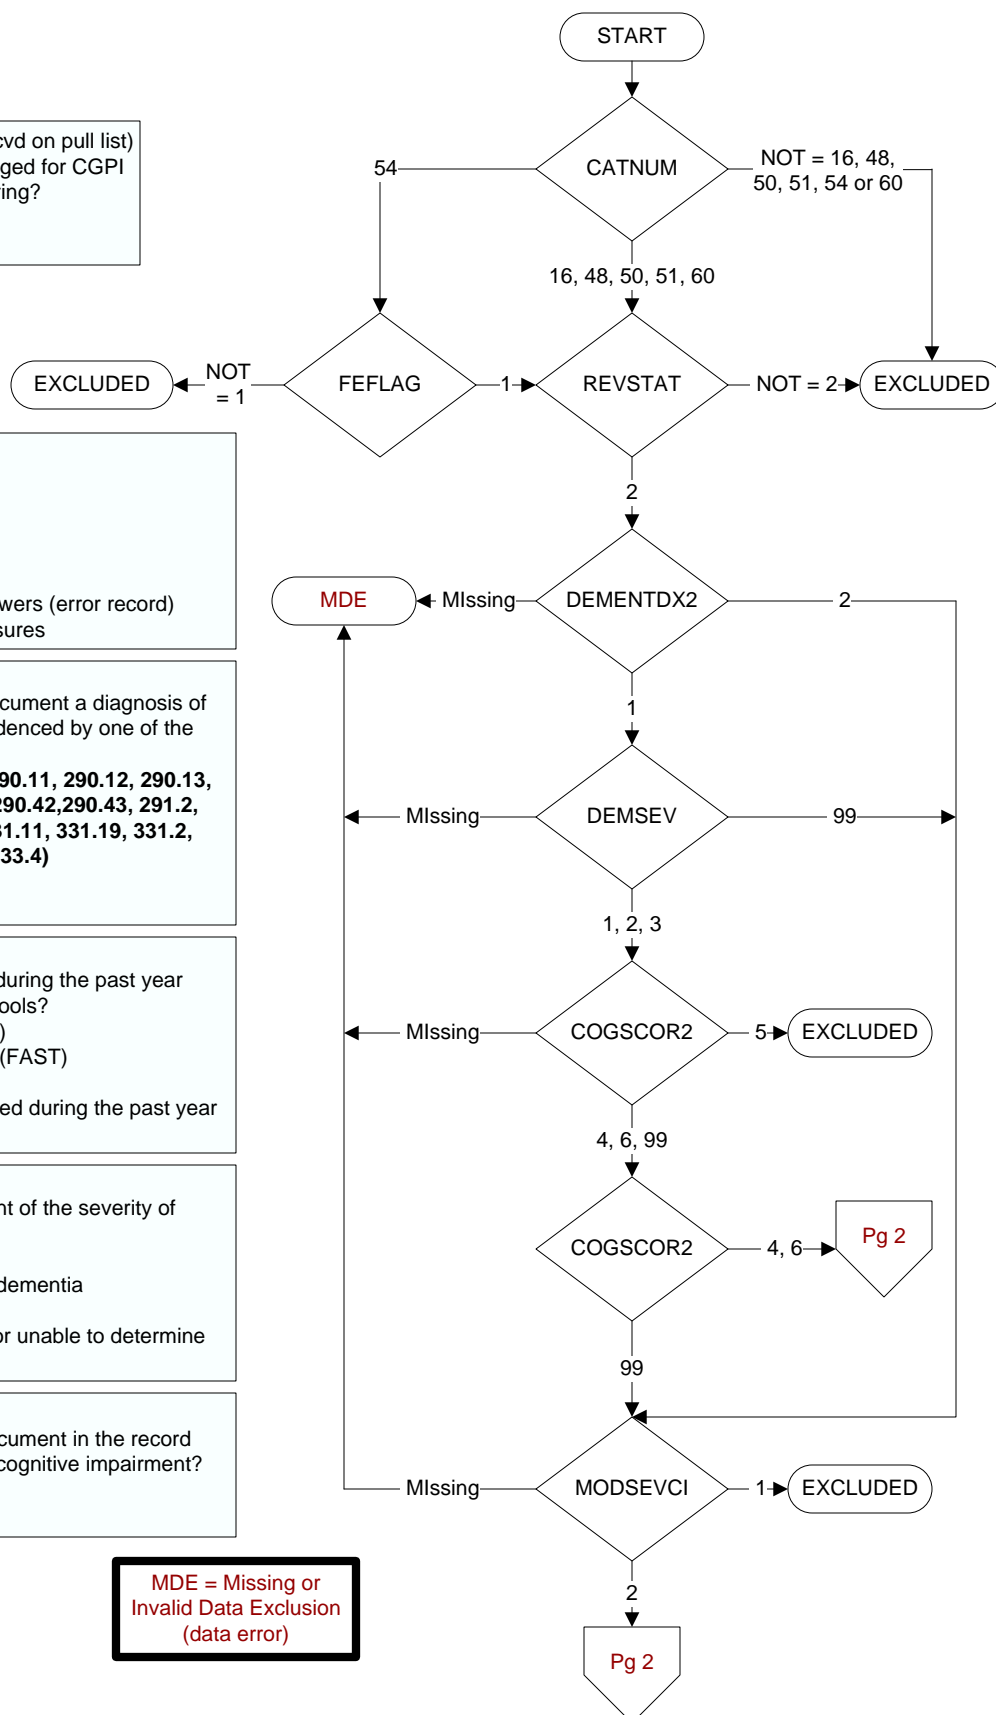 START
cvd on pull list)
ged for CGPI
ring?
CATNUM
54
NOT = 16, 48,
50, 51, 54 or 60
16, 48, 50, 51, 60
EXCLUDED
NOT
= 1
FEFLAG
1
REVSTAT
NOT = 2
EXCLUDED
2
wers (error record)
sures
MDE
MIssing
DEMENTDX2
2
1
cument a diagnosis of
denced by one of the
90.11, 290.12, 290.13,
290.42,290.43, 291.2,
31.11, 331.19, 331.2,
33.4)
MIssing
DEMSEV
99
1, 2, 3
during the past year
ools?
)
(FAST)
ed during the past year
MIssing
COGSCOR2
5
EXCLUDED
4, 6, 99
nt of the severity of
dementia
or unable to determine
COGSCOR2
4, 6
Pg 2
99
cument in the record
cognitive impairment?
MIssing
MODSEVCI
1
EXCLUDED
2
MDE = Missing or
Invalid Data Exclusion
(data error)
Pg 2